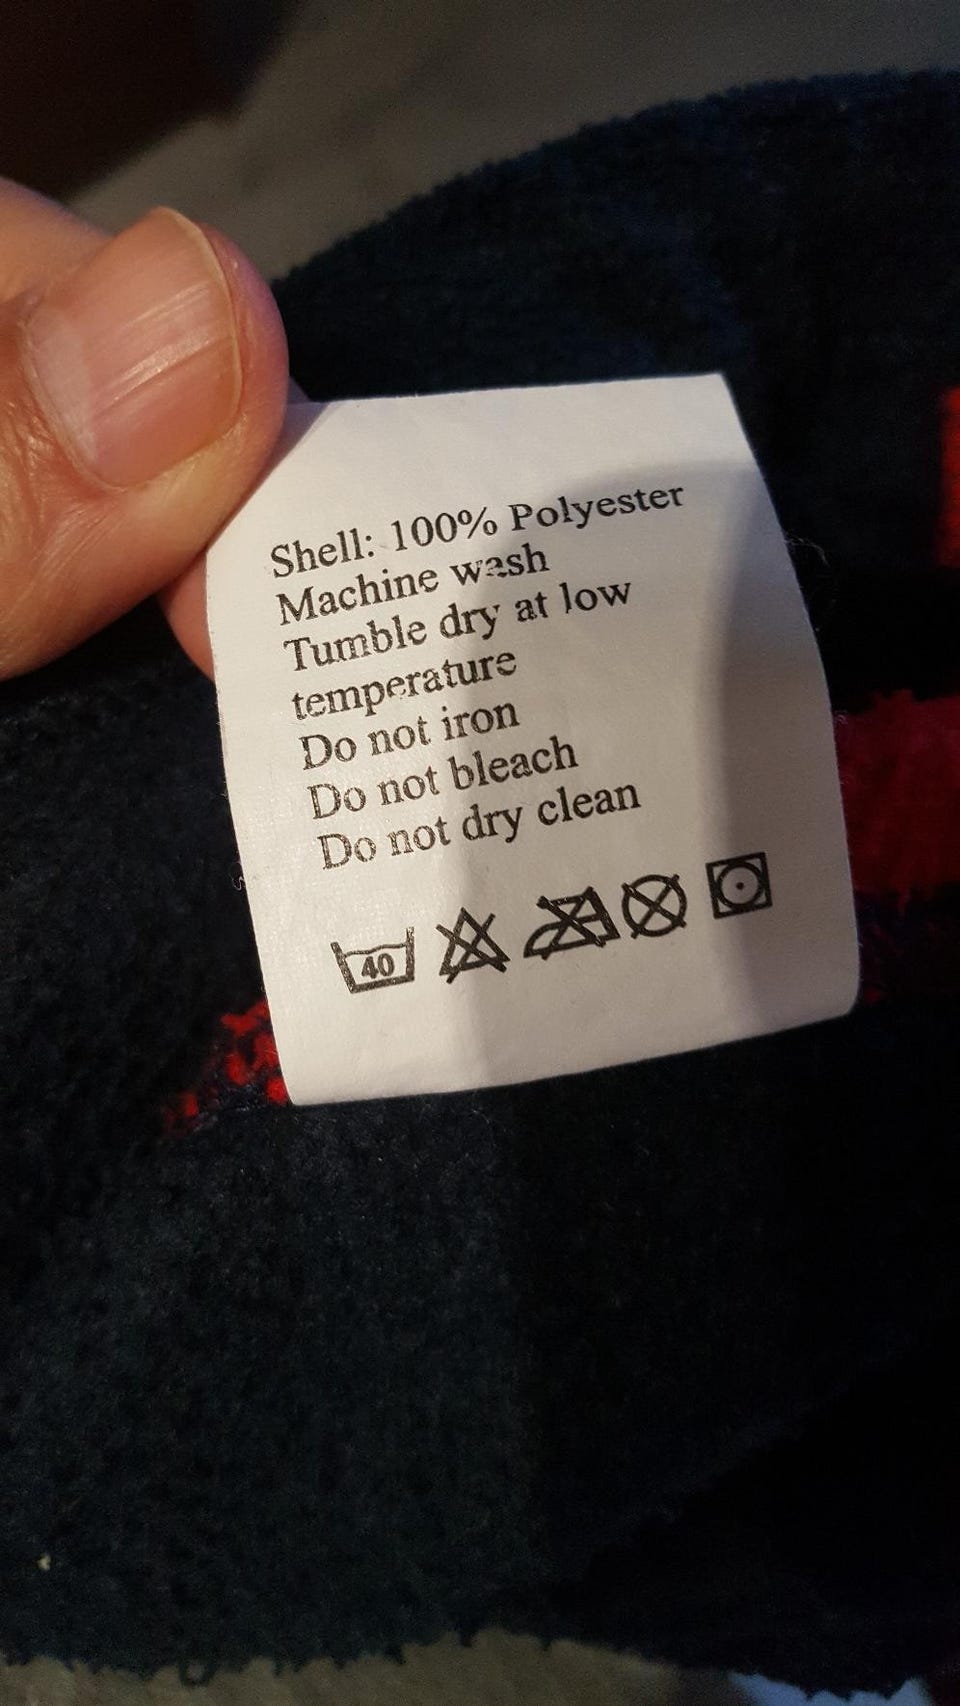 Shell: 100% Polyester
Machine wash
Tumble dry at low
temperature
Do not iron
Do not bleach
Do not dry clean
40